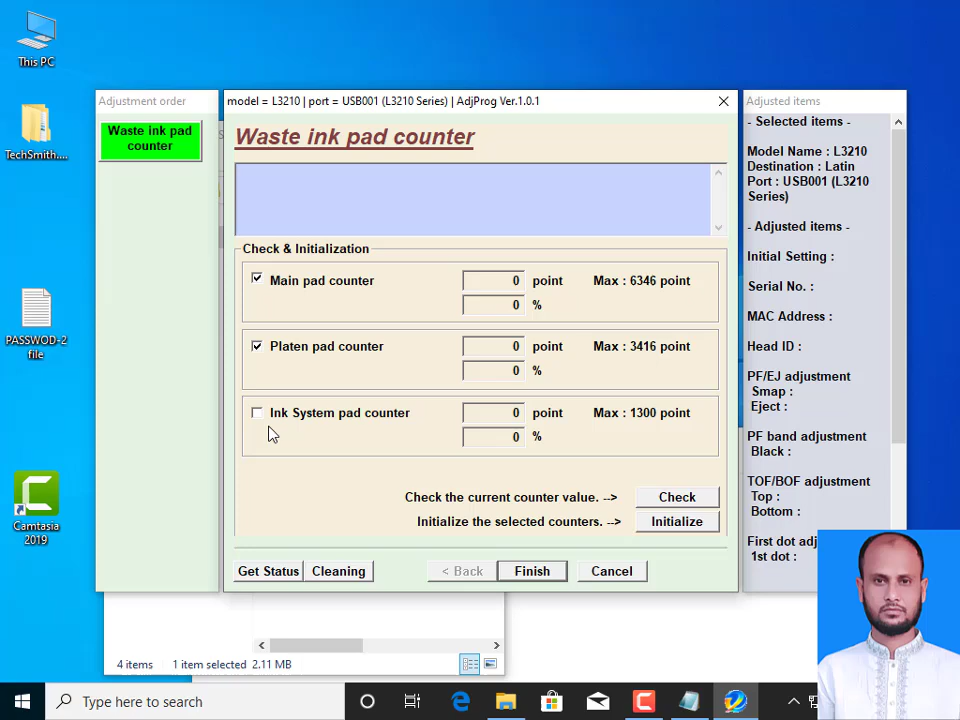 This PC
TechSmith....
PASSWOD-2
file
Camtasia
2019
Adjustment order
Waste ink pad
counter
model = L3210 | port = USB001 (L3210 Series) | AdjProg Ver.1.0.1
Waste ink pad counter
Check & Initialization
Main pad counter
0 point Max : 6346 point
0 %
Platen pad counter
0 point Max : 3416 point
0 %
Ink System pad counter
0 point Max : 1300 point
0 %
Check the current counter value. -->
Check
Initialize the selected counters. -->
Initialize
Get Status
Cleaning
< Back
Finish
Cancel
Adjusted items
- Selected items -
Model Name : L3210
Destination : Latin
Port : USB001 (L3210
Series)
- Adjusted items -
Initial Setting :
Serial No. :
MAC Address :
Head ID :
PF/EJ adjustment
Smap :
Eject :
PF band adjustment
Black :
TOF/BOF adjustment
Top :
Bottom :
First dot adj
1st dot :
4 items
1 item selected 2.11 MB
Type here to search